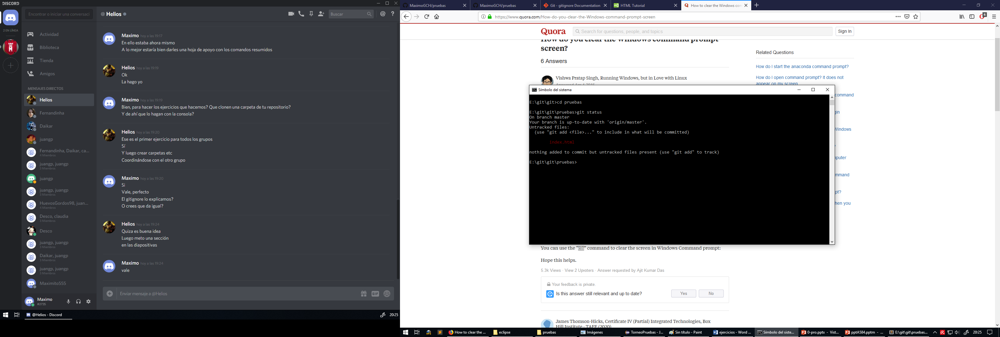 DISCORD
2 EN LÍNEA
Encontrar o iniciar una conversaci
Actividad
Biblioteca
Tienda
Amigos
MENSAJES DIRECTOS
Helios
Fernandinha
Daikar
juangp
Fernandinha, Daikar, ca...
4 Miembros
juangp, juangp
3 Miembros
juangp
juangp, juangp
3 Miembros
HuevosGordos98, juan...
4 Miembros
Desco, claudia
3 Miembros
Desco
juangp, juangp
3 Miembros
Daikar, juangp
3 Miembros
juangp, juangp
3 Miembros
Maximito555
Maximo
#2735
@ Helios
Buscar
Maximo hoy a las 19:17
En ello estaba ahora mismo
A lo mejor estaría bien darles una hoja de apoyo con los comandos resumidos
Helios hoy a las 19:19
Ok
La hago yo
Maximo hoy a las 19:19
Bien, para hacer los ejercicios que hacemos? Que clonen una carpeta de tu repositorio?
Y de ahí que lo hagan con la consola?
Helios hoy a las 19:20
Ese es el primer ejercicio para todos los grupos
Sí
Y luego crear carpetas etc
Coordinándose con el otro grupo
Maximo hoy a las 19:20
Si
Vale, perfecto
El gitignore lo explicamos?
O crees que da igual?
Helios hoy a las 19:24
Quiza es buena idea
Luego meto una sección
en las diapositivas
Maximo hoy a las 19:24
vale
Enviar mensaje a @Helios
GIF
@Helios - Discord
20:25
MaximoGCH/pruebas
MaximoGCH/pruebas
Git - gitignore Documentation
HTML Tutorial
How to clear the Windows con
https://www.quora.com/How-do-you-clear-the-Windows-command-prompt-screen
6
Quora
Search for questions, people, and topics
Sign In
How do you clear the Windows command prompt
screen?
6 Answers
Vishwa Pratap Singh, Running Windows, but in Love with Linux
Answered Apr 4 2016
Related Questions
How do I start the anaconda command prompt?
How do I open command prompt? It does not
appear on my screen
command
gin
Windows
?
nputer
mmand
pt?
hen you
Símbolo del sistema
E:\git\git>cd pruebas
E:\git\git\pruebas>git status
On branch master
Your branch is up-to-date with 'origin/master'.
Untracked files:
(use "git add <file>..." to include in what will be committed)
index.html
nothing added to commit but untracked files present (use "git add" to track)
E:\git\git\pruebas>
You can use the "cls" command to clear the screen in Windows Command prompt:
Hope this helps.
5.3k Views · View 2 Upvoters · Answer requested by Ajit Kumar Das
Your feedback is private.
Is this answer still relevant and up to date?
Yes
No
James Thomson-Hicks, Certificate IV (Partial) Integrated Technologies, Box
Hill Institute - TAFE (2020)
HFS
How to clear the ...
eclipse
pruebas
Imágenes
TorneoPruebas - J...
Sin título - Paint
ejercicios - Word ...
Símbolo del siste...
0-pro.pptx - Vist...
pptA584.pptm - ...
E:\git\git\pruebas...
20:25